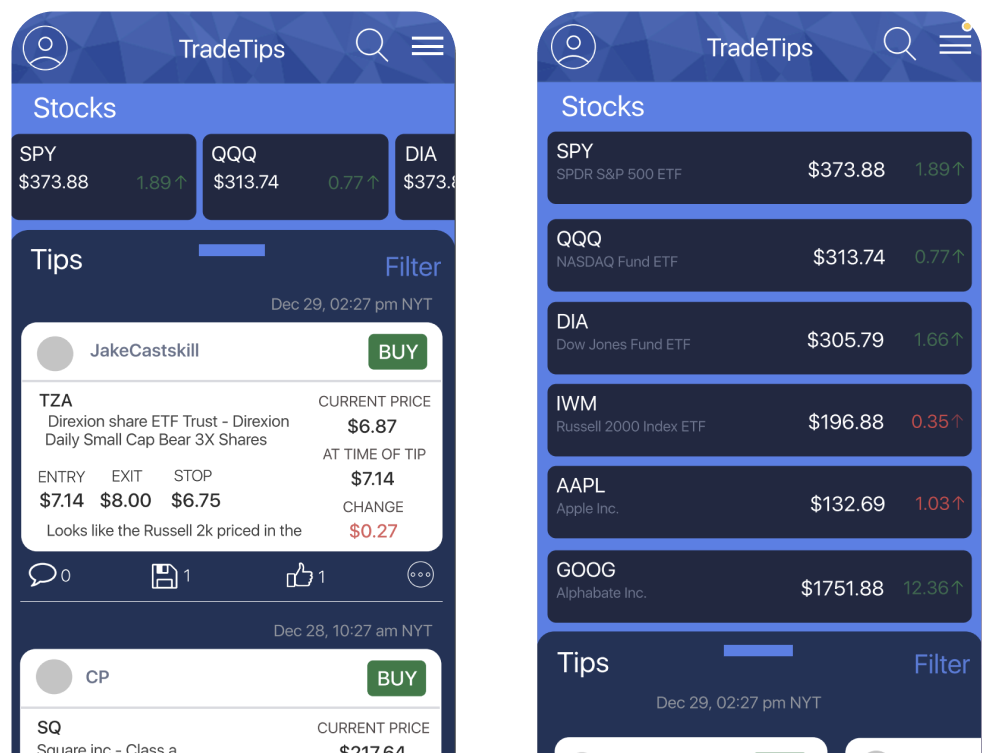 TradeTips
Stocks
SPY
$373.88 1.89↑
QQQ
$313.74 0.77↑
DIA
Tips
Filter
Dec 29, 02:27 pm NYT
JakeCastskill
BUY
TZA
Direxion share ETF Trust - Direxion
Daily Small Cap Bear 3X Shares
ENTRY EXIT STOP
$7.14 $8.00 $6.75
Looks like the Russell 2k priced in the
CURRENT PRICE
$6.87
AT TIME OF TIP
$7.14
CHANGE
$0.27
0 1 1
Dec 28, 10:27 am NYT
CP
BUY
SQ
Square inc - Class a
CURRENT PRICE
$217.64
TradeTips
Stocks
SPY
SPDR S&P 500 ETF
$373.88 1.89↑
QQQ
NASDAQ Fund ETF
$313.74 0.77↑
DIA
Dow Jones Fund ETF
$305.79 1.66↑
IWM
Russell 2000 Index ETF
$196.88 0.35↑
AAPL
Apple Inc.
$132.69 1.03↑
GOOG
Alphabate Inc.
$1751.88 12.36↑
Tips
Filter
Dec 29, 02:27 pm NYT